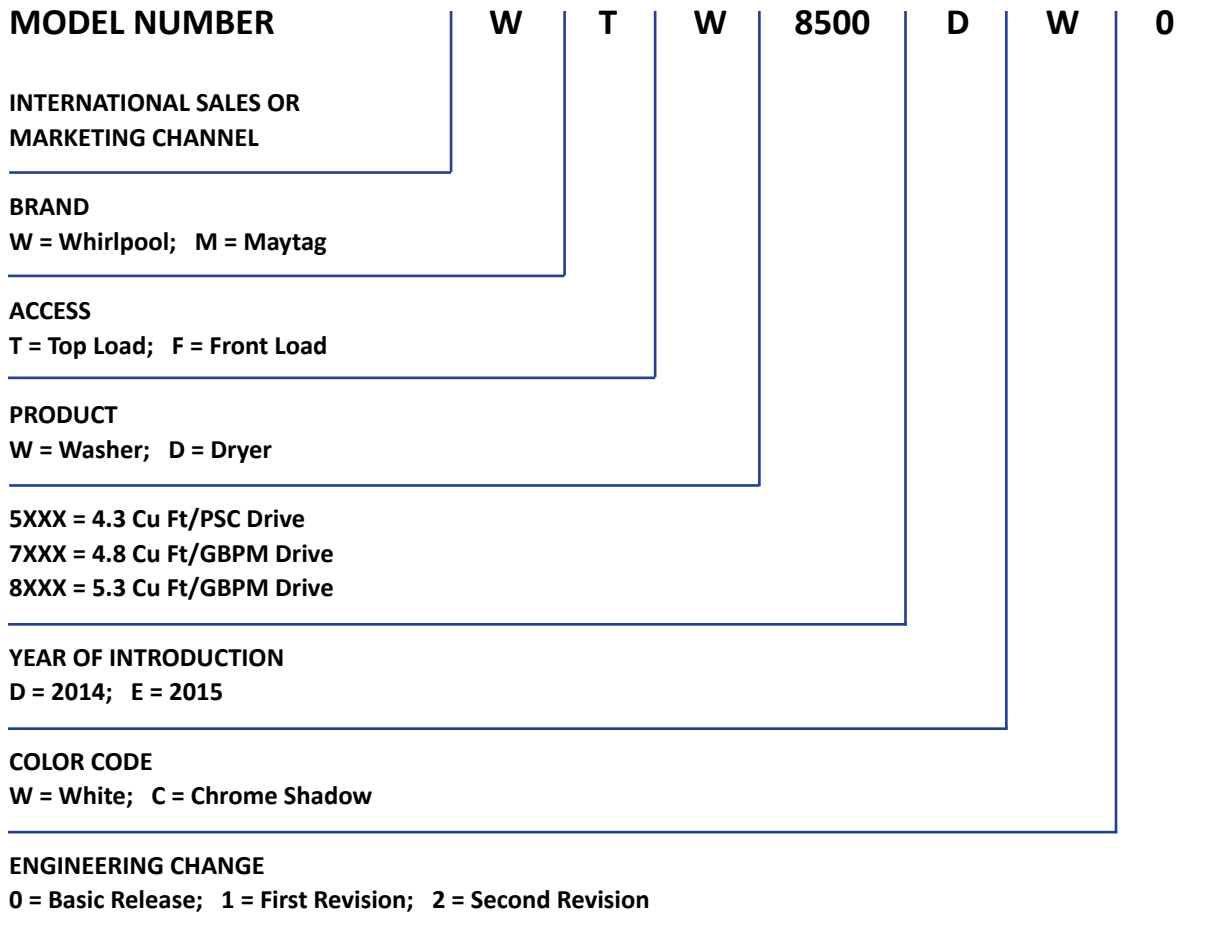 MODEL NUMBER W T W 8500 D W 0
INTERNATIONAL SALES OR
MARKETING CHANNEL
BRAND
W = Whirlpool; M = Maytag
ACCESS
T = Top Load; F = Front Load
PRODUCT
W = Washer; D = Dryer
5XXX = 4.3 Cu Ft/PSC Drive
7XXX = 4.8 Cu Ft/GBPM Drive
8XXX = 5.3 Cu Ft/GBPM Drive
YEAR OF INTRODUCTION
D = 2014; E = 2015
COLOR CODE
W = White; C = Chrome Shadow
ENGINEERING CHANGE
0 = Basic Release; 1 = First Revision; 2 = Second Revision